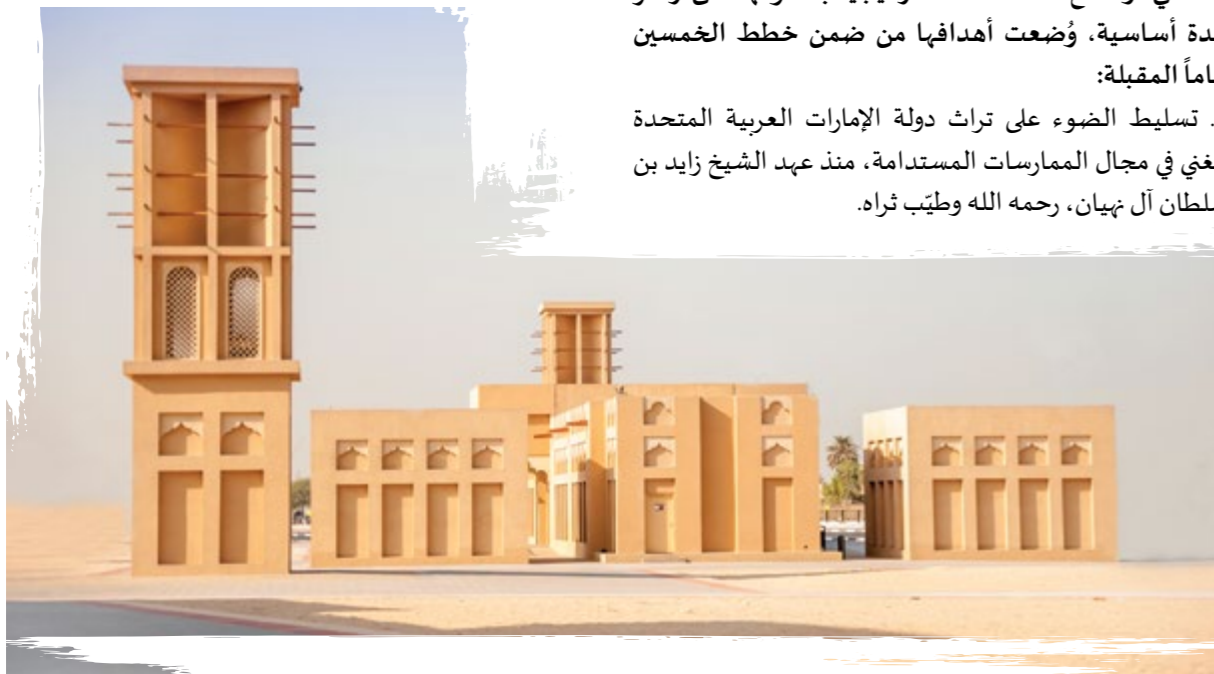 دة أساسية، وُضعت أهدافها من ضمن خطط الخمسين
اماً المقبلة:
. تسليط الضوء على تراث دولة الإمارات العربية المتحدة
غني في مجال الممارسات المستدامة، منذ عهد الشيخ زايد بن
لطان آل نهيان، رحمه الله وطيّب ثراه.